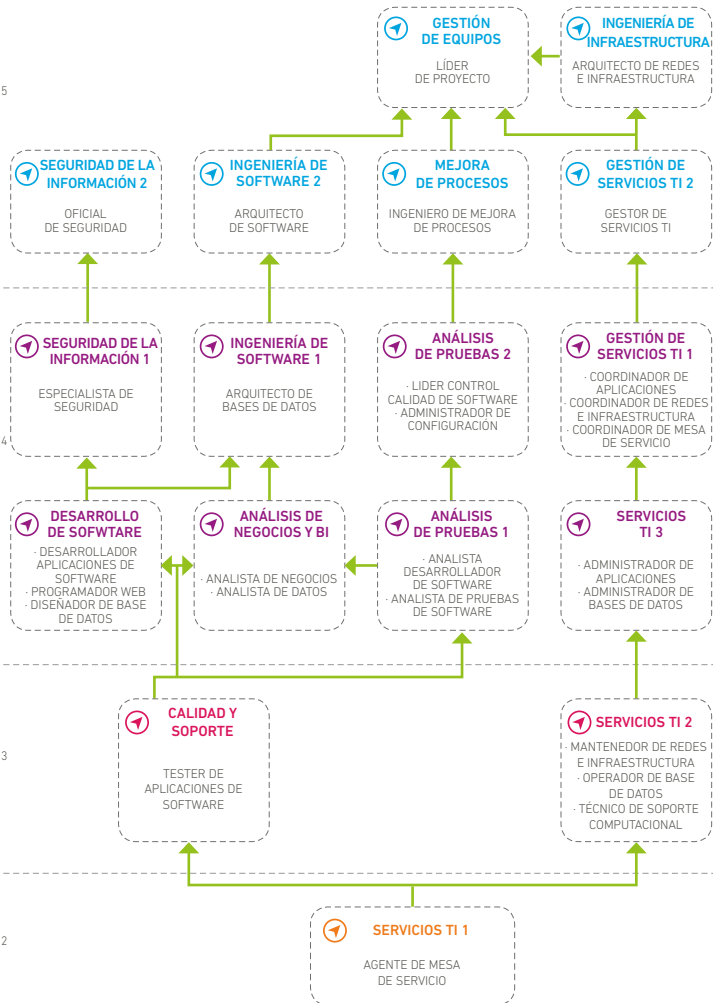 GESTIÓN
DE EQUIPOS
LÍDER
DE PROYECTO
INGENIERÍA DE
INFRAESTRUCTURA
ARQUITECTO DE REDES
E INFRAESTRUCTURA
5
SEGURIDAD DE LA
INFORMACIÓN 2
OFICIAL
DE SEGURIDAD
INGENIERÍA DE
SOFTWARE 2
ARQUITECTO
DE SOFTWARE
MEJORA
DE PROCESOS
INGENIERO DE MEJORA
DE PROCESOS
GESTIÓN DE
SERVICIOS TI 2
GESTOR DE
SERVICIOS TI
SEGURIDAD DE LA
INFORMACIÓN 1
ESPECIALISTA DE
SEGURIDAD
INGENIERÍA DE
SOFTWARE 1
ARQUITECTO DE
BASES DE DATOS
ANÁLISIS
DE PRUEBAS 2
· LIDER CONTROL
CALIDAD DE SOFTWARE
· ADMINISTRADOR DE
CONFIGURACIÓN
GESTIÓN DE
SERVICIOS TI 1
· COORDINADOR DE
APLICACIONES
· COORDINADOR DE REDES
E INFRAESTRUCTURA
· COORDINADOR DE MESA
DE SERVICIO
4
DESARROLLO
DE SOFWTARE
· DESARROLLADOR
APLICACIONES DE
SOFTWARE
· PROGRAMADOR WEB
· DISEÑADOR DE BASE
DE DATOS
ANÁLISIS DE
NEGOCIOS Y BI
· ANALISTA DE NEGOCIOS
· ANALISTA DE DATOS
ANÁLISIS
DE PRUEBAS 1
· ANALISTA
DESARROLLADOR
DE SOFTWARE
· ANALISTA DE PRUEBAS
DE SOFTWARE
SERVICIOS
TI 3
· ADMINISTRADOR DE
APLICACIONES
· ADMINISTRADOR DE
BASES DE DATOS
CALIDAD Y
SOPORTE
TESTER DE
APLICACIONES DE
SOFTWARE
SERVICIOS TI 2
· MANTENEDOR DE REDES
E INFRAESTRUCTURA
· OPERADOR DE BASE
DE DATOS
· TÉCNICO DE SOPORTE
COMPUTACIONAL
3
SERVICIOS TI 1
AGENTE DE MESA
DE SERVICIO
2